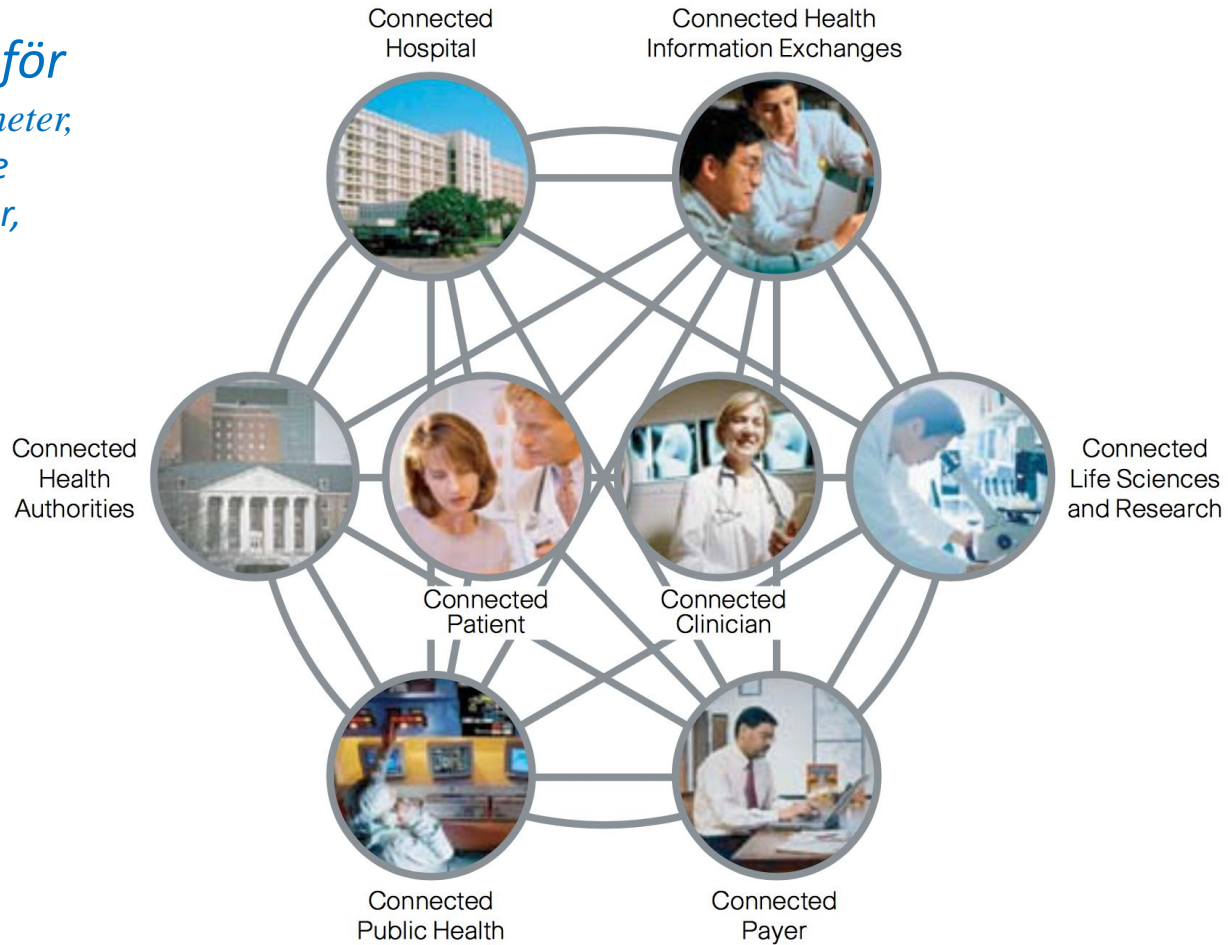 för
Connected
Hospital
Connected Health
Information Exchanges
Connected
Health
Authorities
Connected
Life Sciences
and Research
Connected
Patient
Connected
Clinician
Connected
Public Health
Connected
Payer